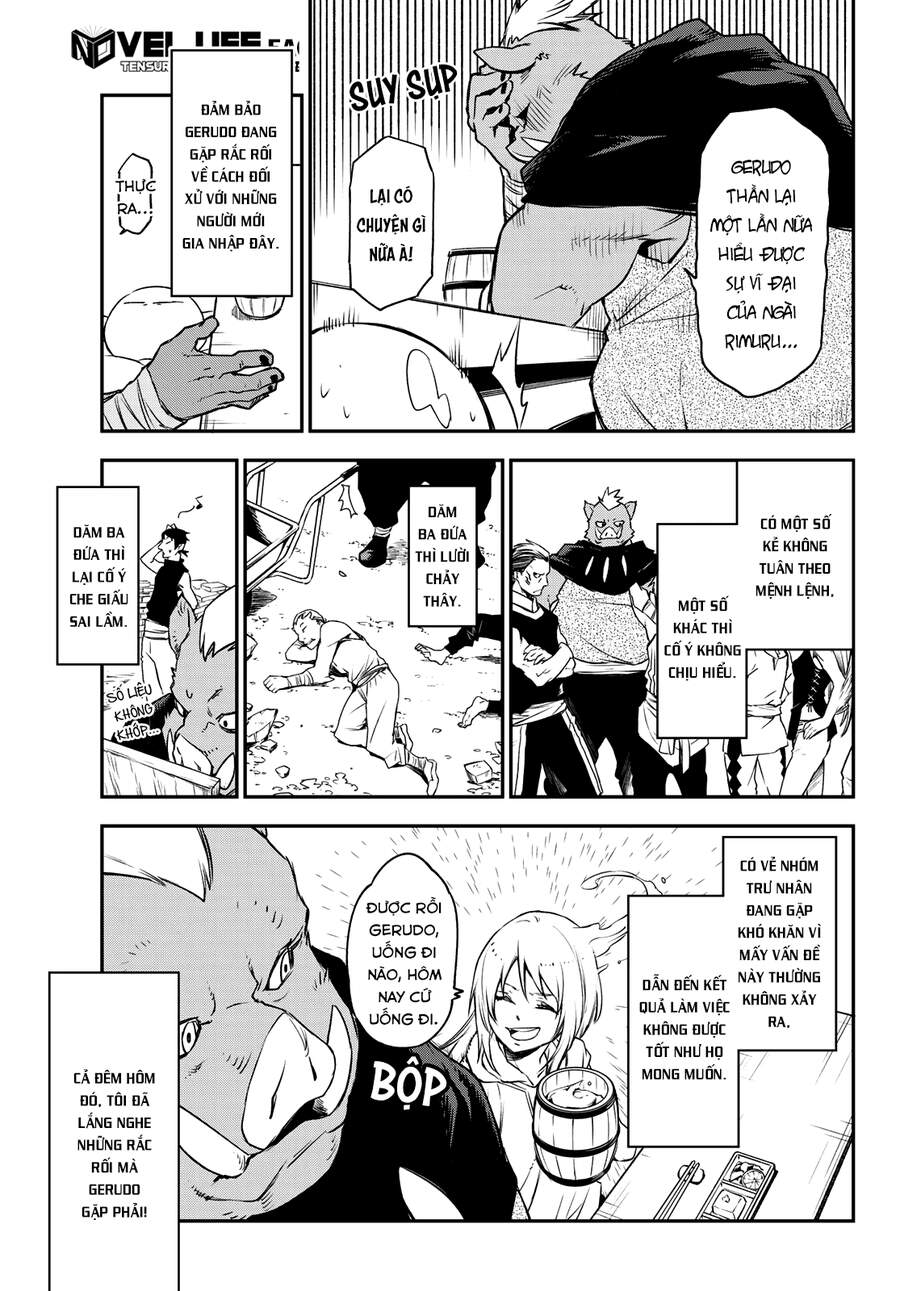 GERUDO
THẦN LẠI
MỘT LẦN NỮA
HIỂU ĐƯỢC
SỰ VĨ ĐẠI
CỦA NGÀI
RIMURU...
SUY SỤP
LẠI CÓ
CHUYỆN GÌ
NỮA À!
ĐẢM BẢO
GERUDO ĐANG
GẶP RẮC RỐI
VỀ CÁCH ĐỐI
XỬ VỚI NHỮNG
NGƯỜI MỚI
GIA NHẬP ĐÂY.
THỰC
RA...
CÓ MỘT SỐ
KẺ KHÔNG
TUÂN THEO
MỆNH LỆNH,
MỘT SỐ
KHÁC THÌ
CỐ Ý KHÔNG
CHỊU HIỂU.
DĂM
BA ĐỨA
THÌ LƯỜI
CHẢY
THÂY.
DĂM BA
ĐỨA THÌ
LẠI CỐ Ý
CHE GIẤU
SAI LẦM.
SỐ LIỆU
KHÔNG
KHỚP...
CÓ VẺ NHÓM
TRƯ NHÂN
ĐANG GẶP
KHÓ KHĂN VÌ
MẤY VẤN ĐỀ
NÀY THƯỜNG
KHÔNG XẢY
RA,
DẪN ĐẾN KẾT
QUẢ LÀM VIỆC
KHÔNG ĐƯỢC
TỐT NHƯ HỌ
MONG MUỐN.
ĐƯỢC RỒI
GERUDO,
UỐNG ĐI
NÀO, HÔM
NAY CỨ
UỐNG ĐI.
BỘP
CẢ ĐÊM HÔM
ĐÓ, TÔI ĐÃ
LẮNG NGHE
NHỮNG RẮC
RỐI MÀ
GERUDO
GẶP PHẢI!